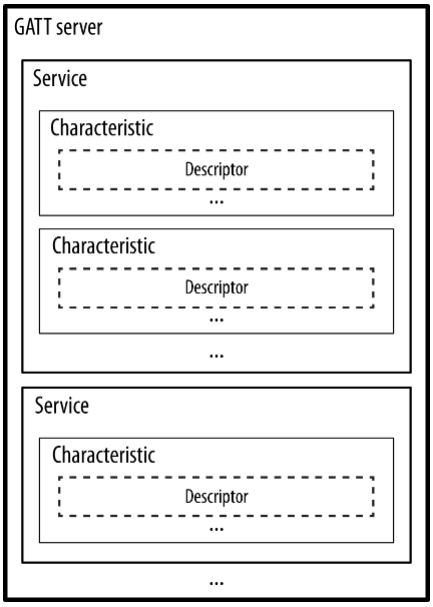 GATT server
Service
Characteristic
Descriptor
...
Characteristic
Descriptor
...
...
Service
Characteristic
Descriptor
...
...